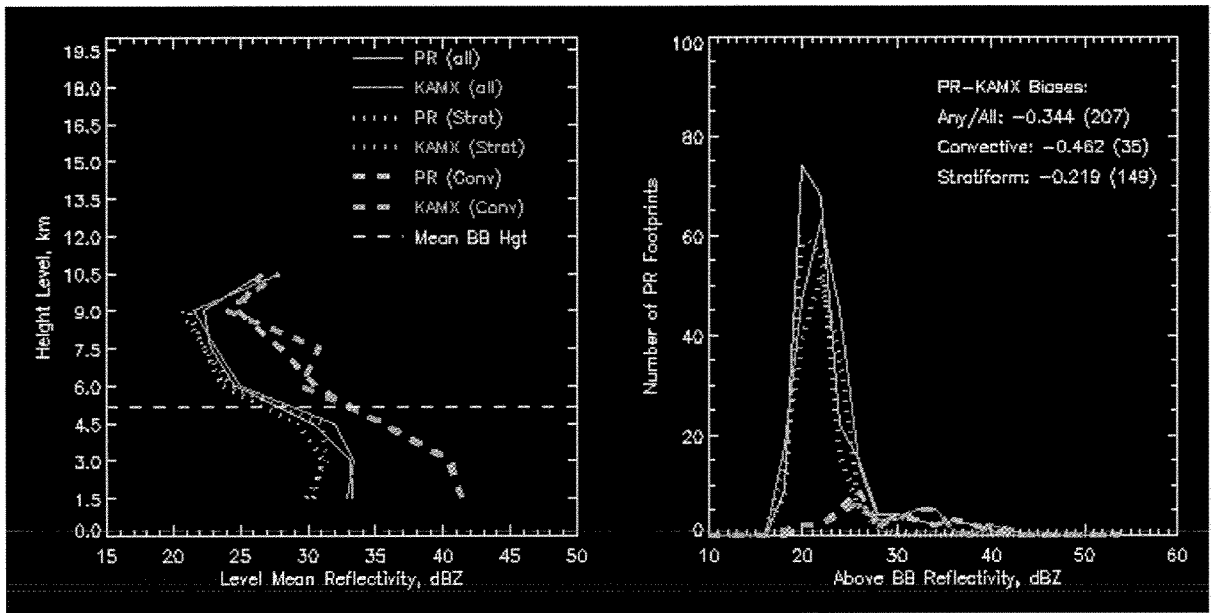 19.5
18.0
16.5
15.0
13.5
12.0
10.5
9.0
7.5
6.0
4.5
3.0
1.5
0.0
Height Level, km
PR (all)
KAMX (all)
PR (Strat)
KAMX (Strat)
PR (Conv)
KAMX (Conv)
Mean BB Hgt
15 20 25 30 35 40 45 50
Level Mean Reflectivity, dBZ
100
80
60
40
20
0
Number of PR Footprints
PR-KAMX Biases:
Any/All: -0.344 (207)
Convective: -0.462 (35)
Stratiform: -0.219 (149)
10 20 30 40 50 60
Above BB Reflectivity, dBZ